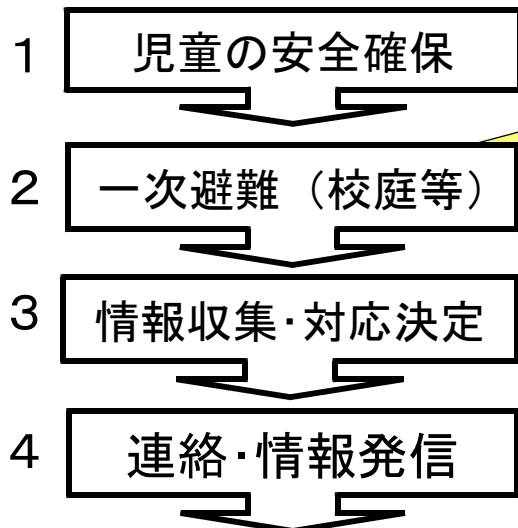 1 児童の安全確保
2 一次避難（校庭等）
3 情報収集・対応決定
4 連絡・情報発信